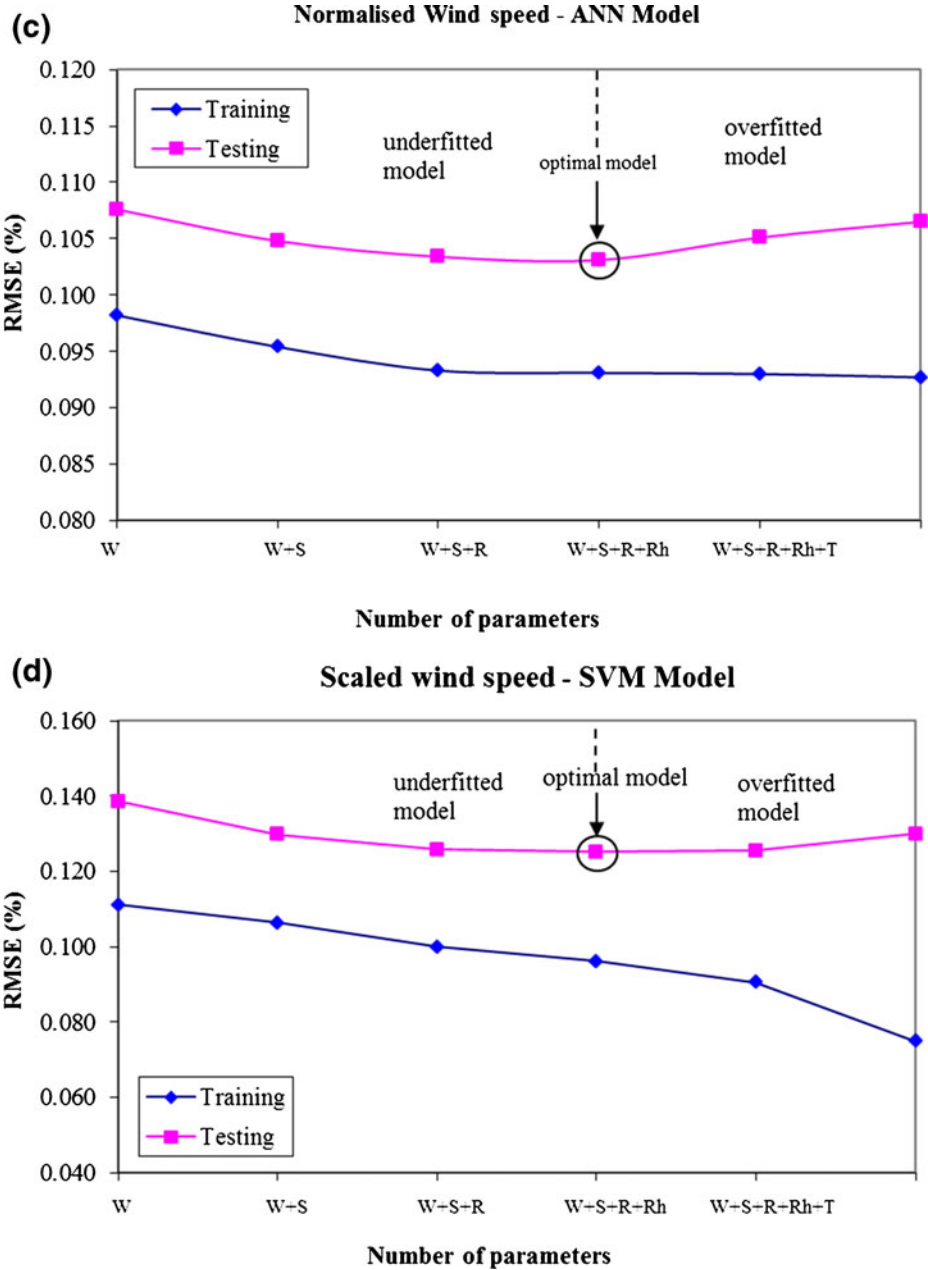 (c)
Normalised Wind speed - ANN Model
0.120
0.115
0.110
0.105
0.100
0.095
0.090
0.085
0.080
RMSE (%)
Training
Testing
underfitted
model
optimal model
overfitted
model
W W+S W+S+R W+S+R+Rh W+S+R+Rh+T
Number of parameters
(d)
Scaled wind speed - SVM Model
0.160
0.140
0.120
0.100
0.080
0.060
0.040
RMSE (%)
underfitted
model
optimal model
overfitted
model
Training
Testing
W W+S W+S+R W+S+R+Rh W+S+R+Rh+T
Number of parameters